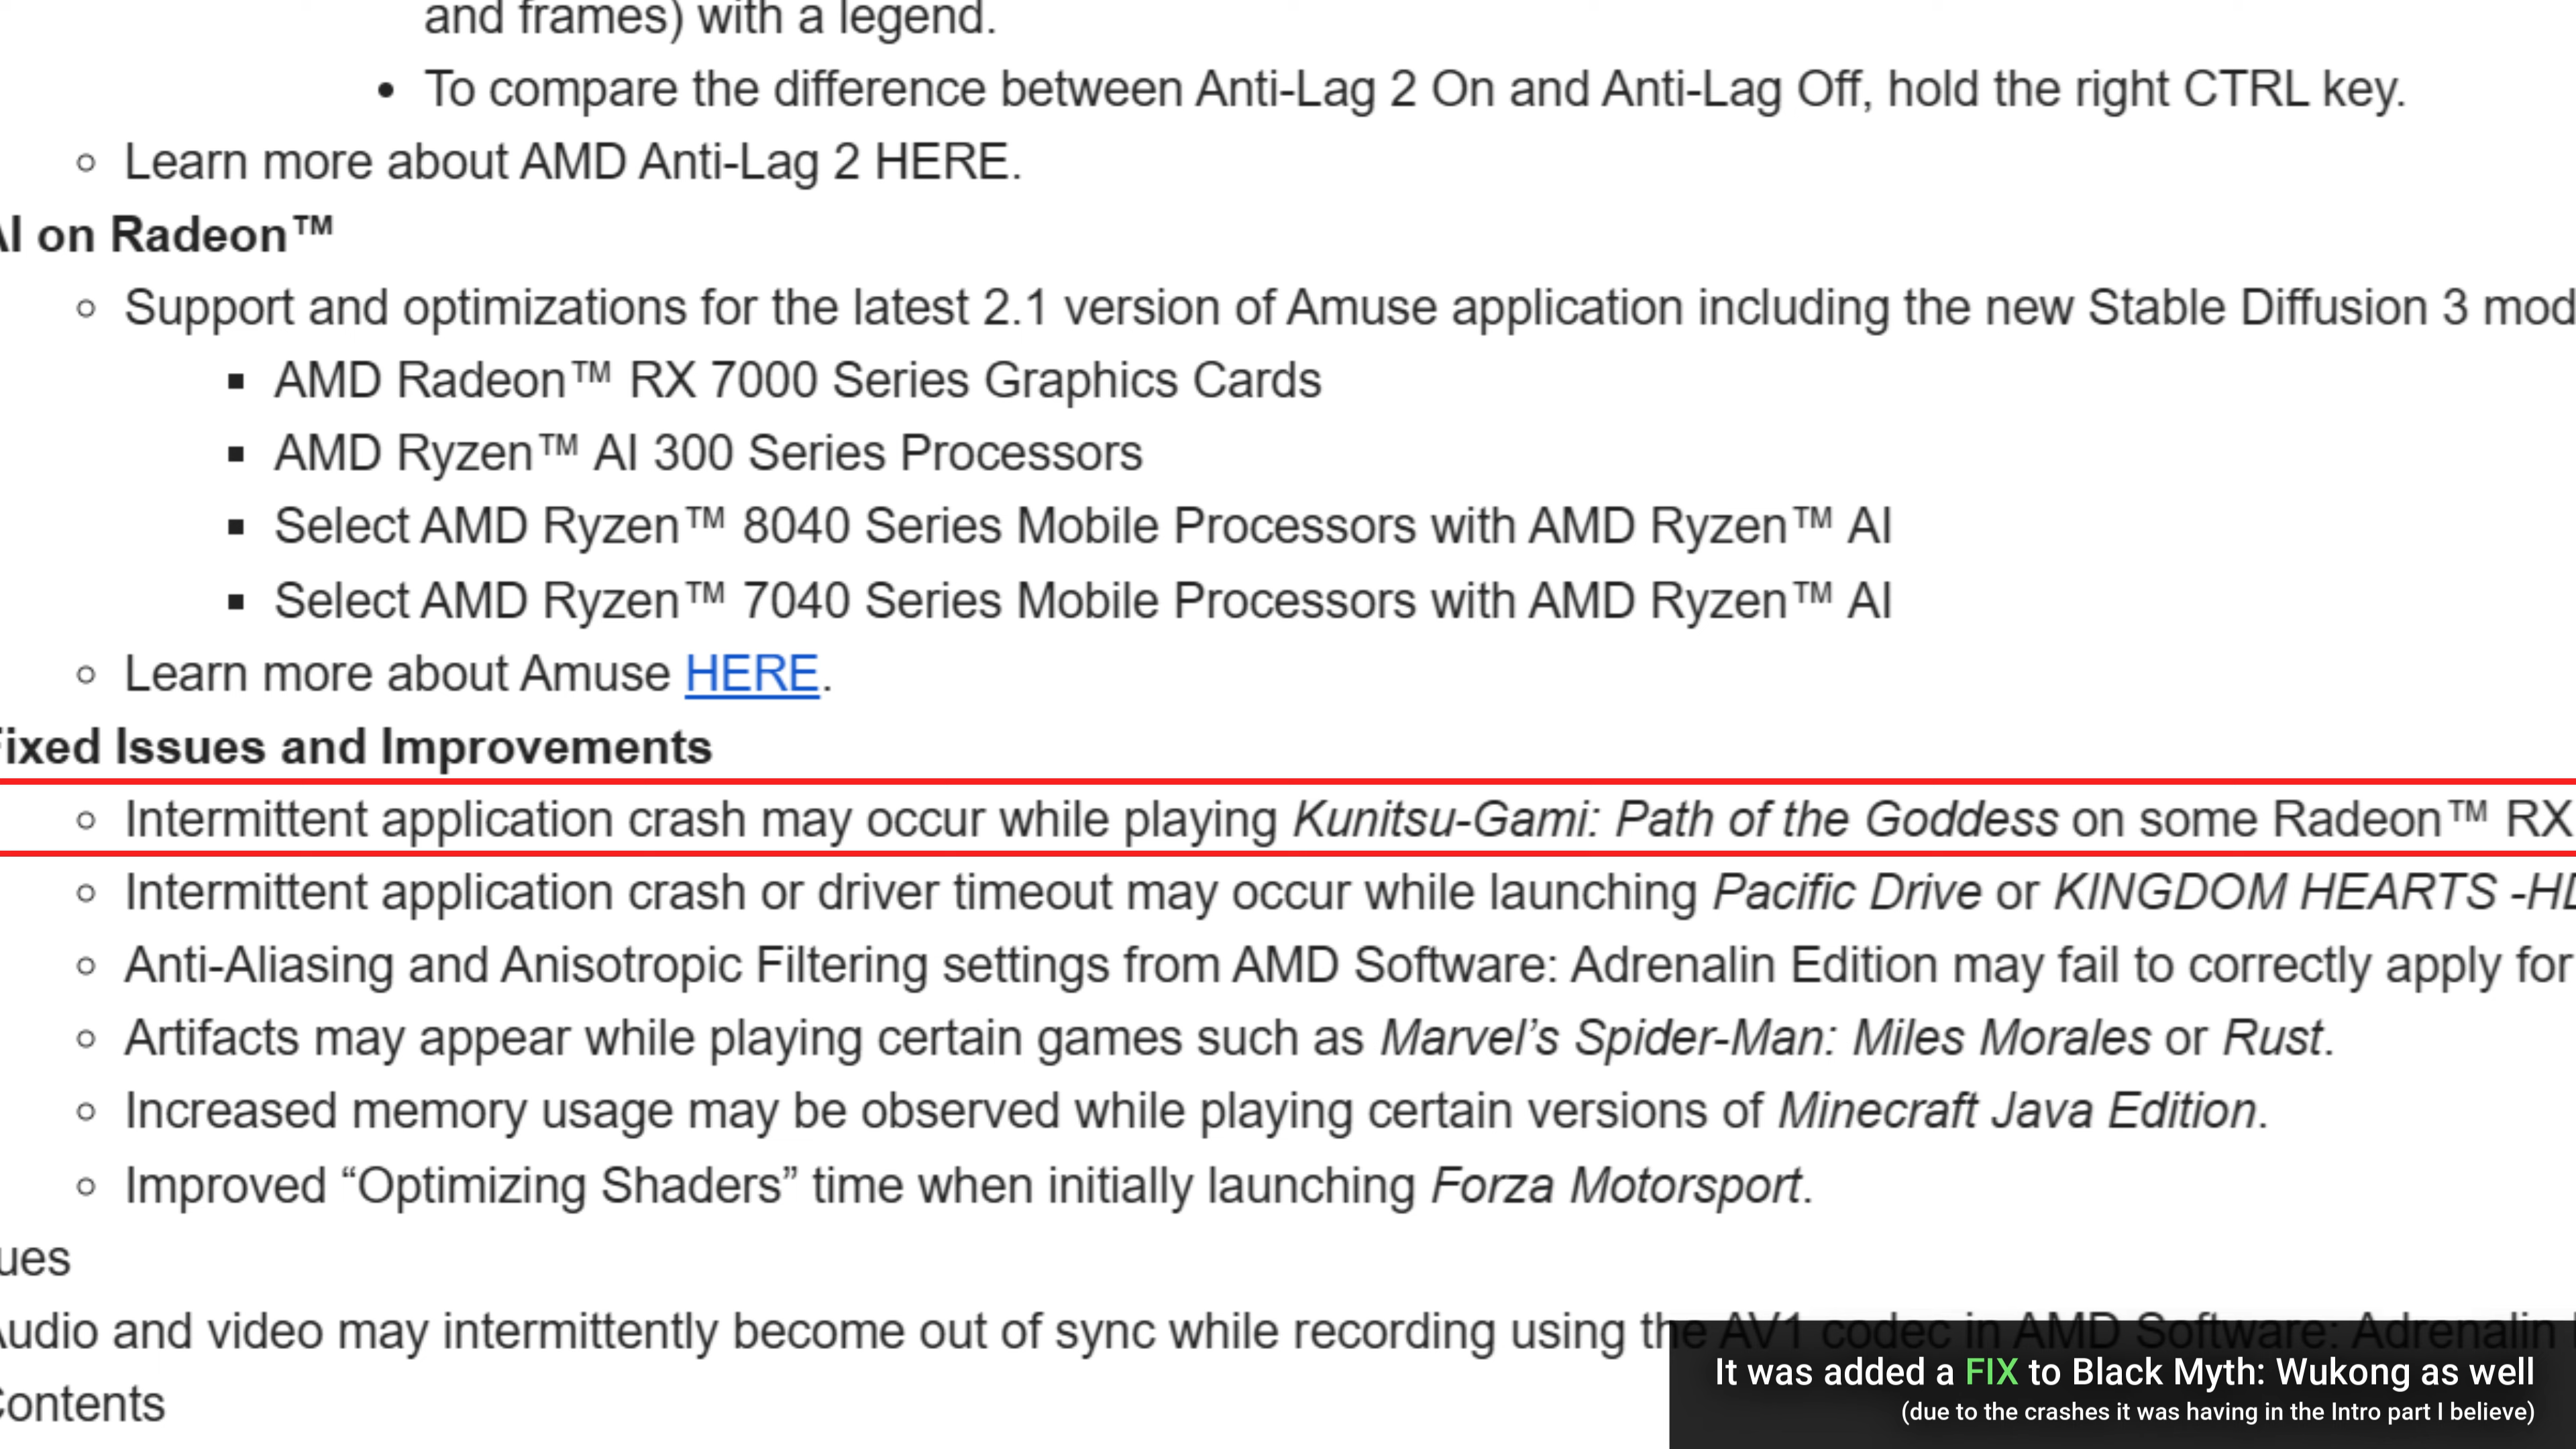 and frames) with a legend.
• To compare the difference between Anti-Lag 2 On and Anti-Lag Off, hold the right CTRL key.
○ Learn more about AMD Anti-Lag 2 HERE.
AI on Radeon™
○ Support and optimizations for the latest 2.1 version of Amuse application including the new Stable Diffusion 3 mod
▪ AMD Radeon™ RX 7000 Series Graphics Cards
▪ AMD Ryzen™ AI 300 Series Processors
▪ Select AMD Ryzen™ 8040 Series Mobile Processors with AMD Ryzen™ AI
▪ Select AMD Ryzen™ 7040 Series Mobile Processors with AMD Ryzen™ AI
○ Learn more about Amuse HERE.
Fixed Issues and Improvements
○ Intermittent application crash may occur while playing Kunitsu-Gami: Path of the Goddess on some Radeon™ RX
○ Intermittent application crash or driver timeout may occur while launching Pacific Drive or KINGDOM HEARTS -HD
○ Anti-Aliasing and Anisotropic Filtering settings from AMD Software: Adrenalin Edition may fail to correctly apply for
○ Artifacts may appear while playing certain games such as Marvel’s Spider-Man: Miles Morales or Rust.
○ Increased memory usage may be observed while playing certain versions of Minecraft Java Edition.
○ Improved “Optimizing Shaders” time when initially launching Forza Motorsport.
ues
Audio and video may intermittently become out of sync while recording using the AV1 codec in AMD Software: Adrenalin
Contents
It was added a FIX to Black Myth: Wukong as well
(due to the crashes it was having in the Intro part I believe)